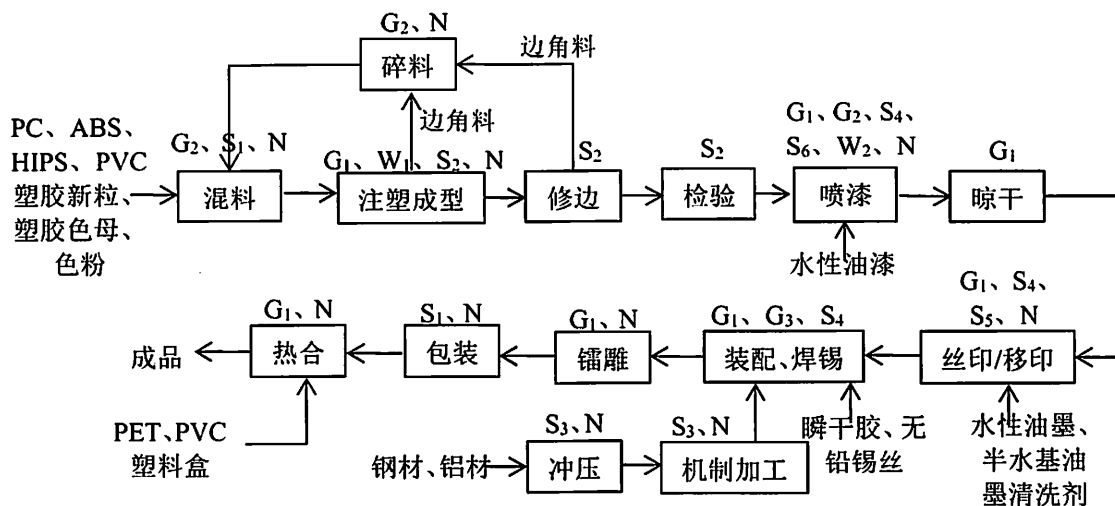 G₂、N
碎料
边角料
边角料
PC、ABS、
HIPS、PVC
塑胶新粒、
塑胶色母、
色粉
G₂、S₁、N
混料
G₁、W₁、S₂、N
注塑成型
S₂
修边
S₂
检验
G₁、G₂、S₄、
S₆、W₂、N
喷漆
水性油漆
G₁
晾干
G₁、S₄、
S₅、N
丝印/移印
水性油墨、
半水基油
墨清洗剂
G₁、G₃、S₄
装配、焊锡
瞬干胶、无
铅锡丝
G₁、N
镭雕
S₁、N
包装
G₁、N
热合
成品
PET、PVC
塑料盒
钢材、铝材
S₃、N
冲压
S₃、N
机制加工